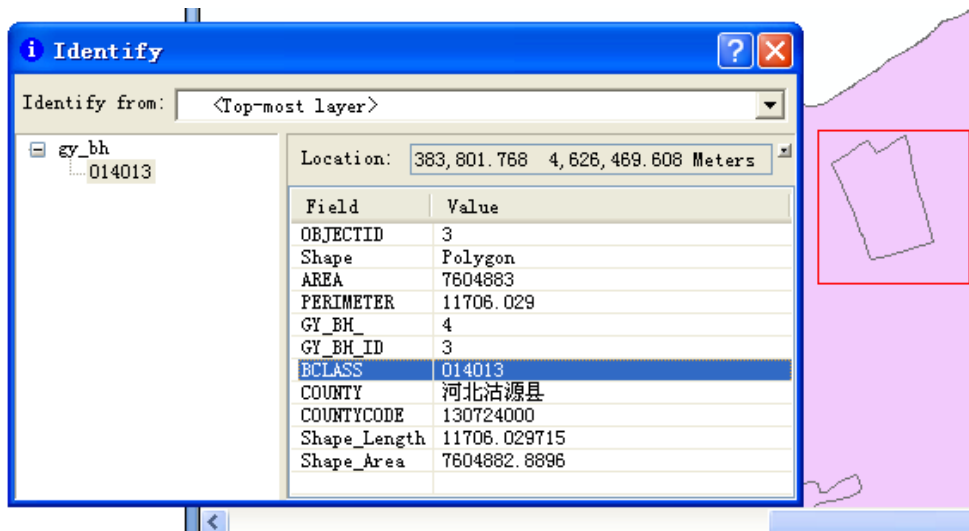 Identify
Identify from: <Top-most layer>
gy_bh
014013
Location: 383,801.768 4,626,469.608 Meters
Field Value
OBJECTID 3
Shape Polygon
AREA 7604883
PERIMETER 11706.029
GY_BH_ 4
GY_BH_ID 3
BCLASS 014013
COUNTY 河北沽源县
COUNTYCODE 130724000
Shape_Length 11706.029715
Shape_Area 7604882.8896